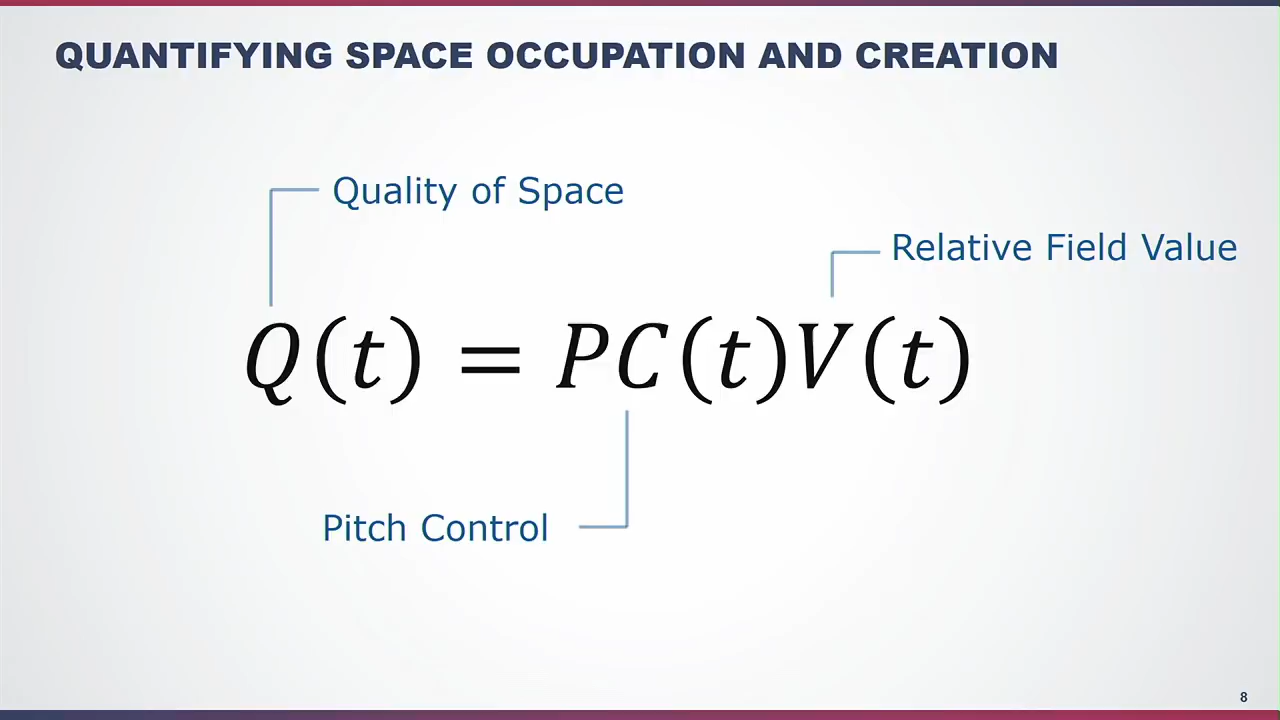 QUANTIFYING SPACE OCCUPATION AND CREATION
Quality of Space
Relative Field Value
Q(t) = PC(t)V(t)
Pitch Control
8